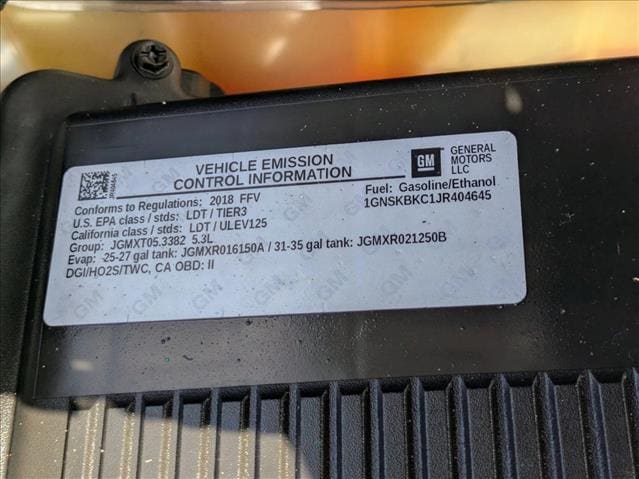 VEHICLE EMISSION
CONTROL INFORMATION
GM
GENERAL
MOTORS
LLC
JR404645
Conforms to Regulations: 2018 FFV
Fuel: Gasoline/Ethanol
U.S. EPA class / stds: LDT / TIER3
1GNSKBKC1JR404645
California class / stds: LDT / ULEV125
Group: JGMXT05.3382 5.3L
Evap: -25-27 gal tank: JGMXR016150A / 31-35 gal tank: JGMXR021250B
DGI/HO2S/TWC, CA OBD: II